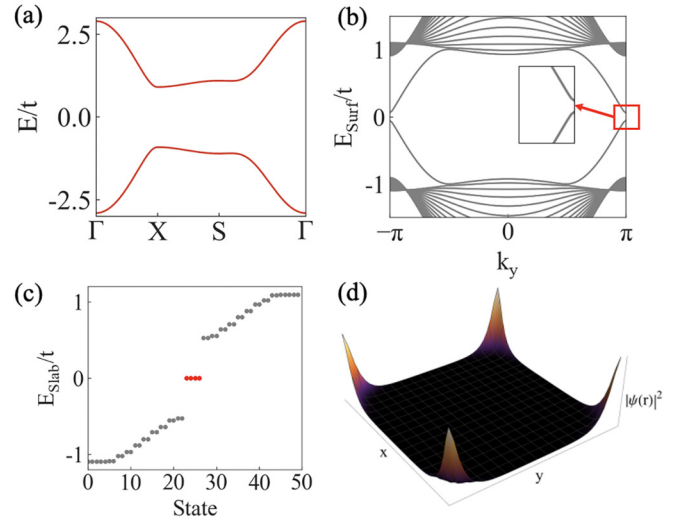 (a)
2.5
0.0
-2.5
E/t
Γ X S Γ
(b)
1
0
-1
E_Surf/t
-π 0 π
k_y
(c)
1
0
-1
E_Slab/t
0 10 20 30 40 50
State
(d)
|ψ(r)|²
x
y